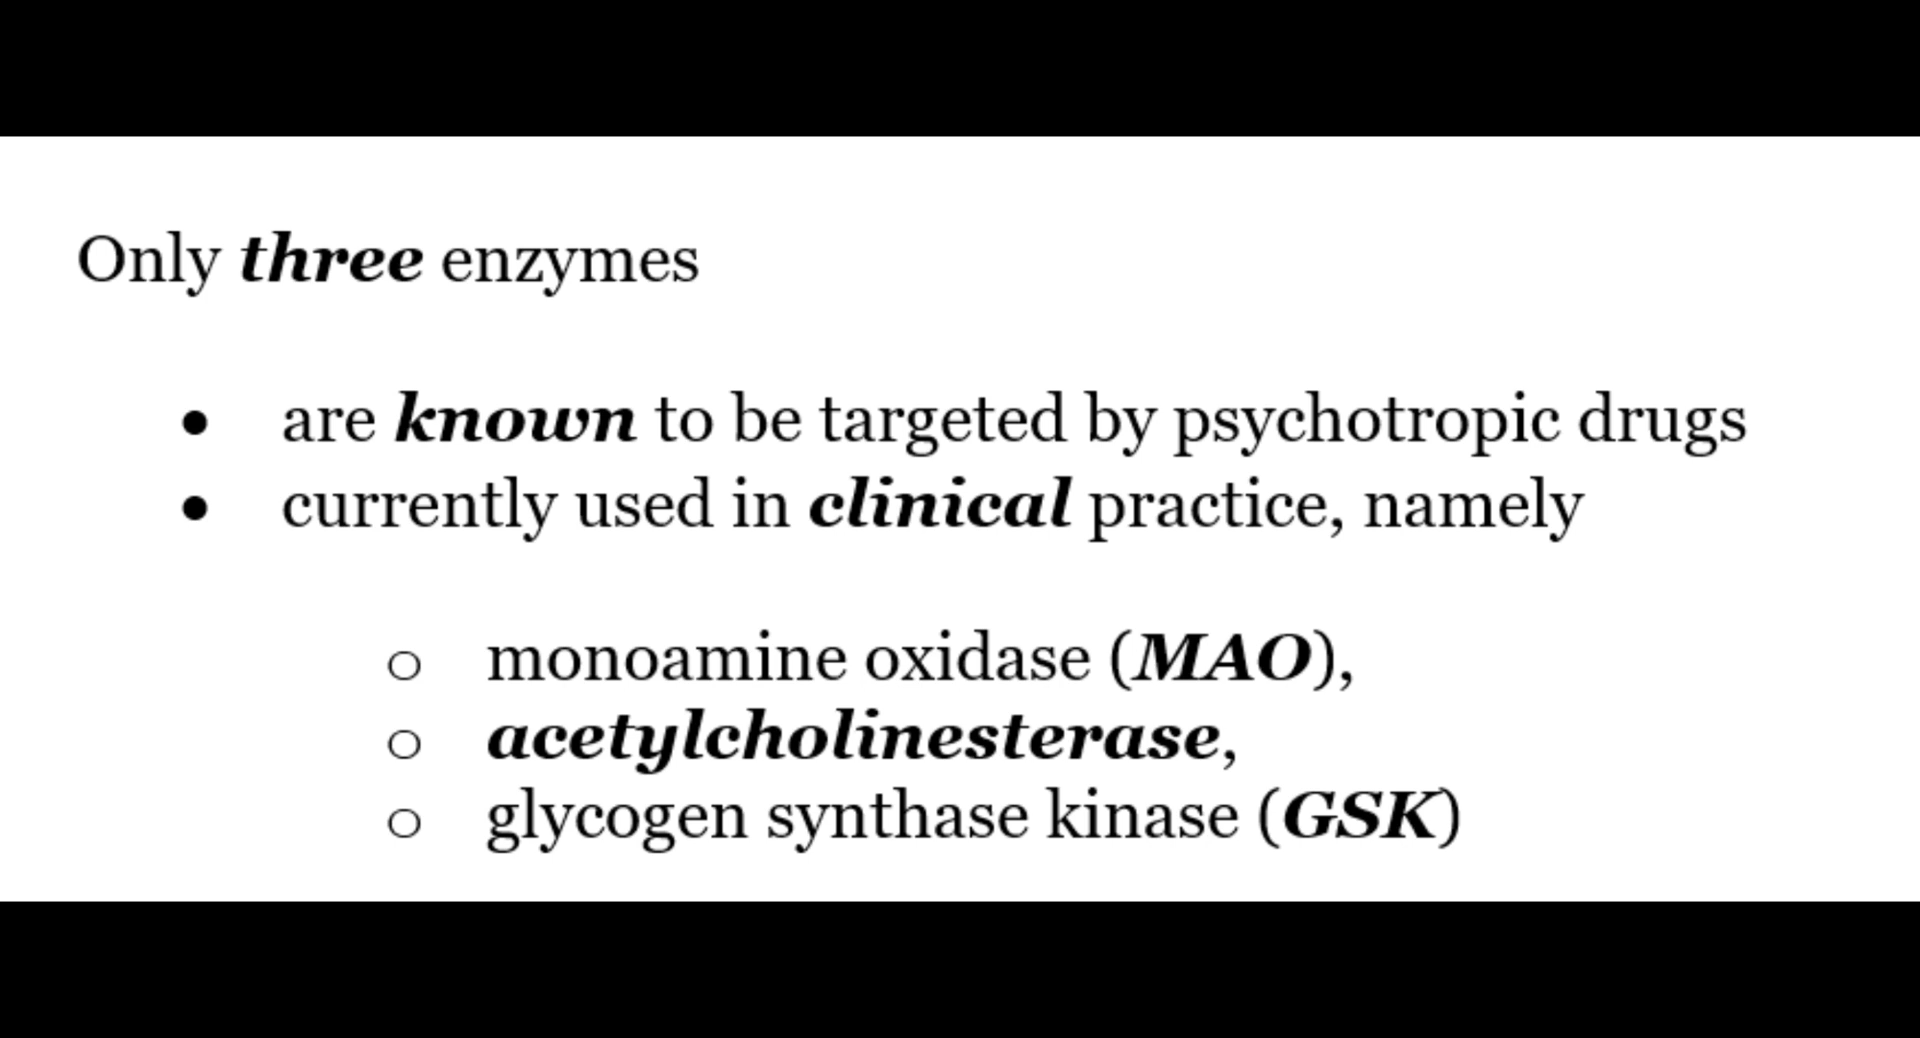 Only three enzymes
• are known to be targeted by psychotropic drugs
• currently used in clinical practice, namely
o monoamine oxidase (MAO),
o acetylcholinesterase,
o glycogen synthase kinase (GSK)